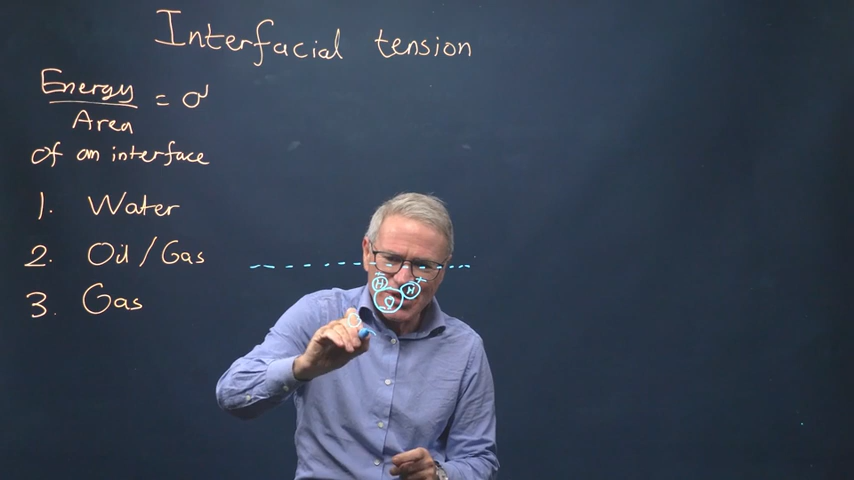 Interfacial tension
Energy
Area
= σ
of an interface
1. Water
2. Oil / Gas
3. Gas
+ +
H H
O